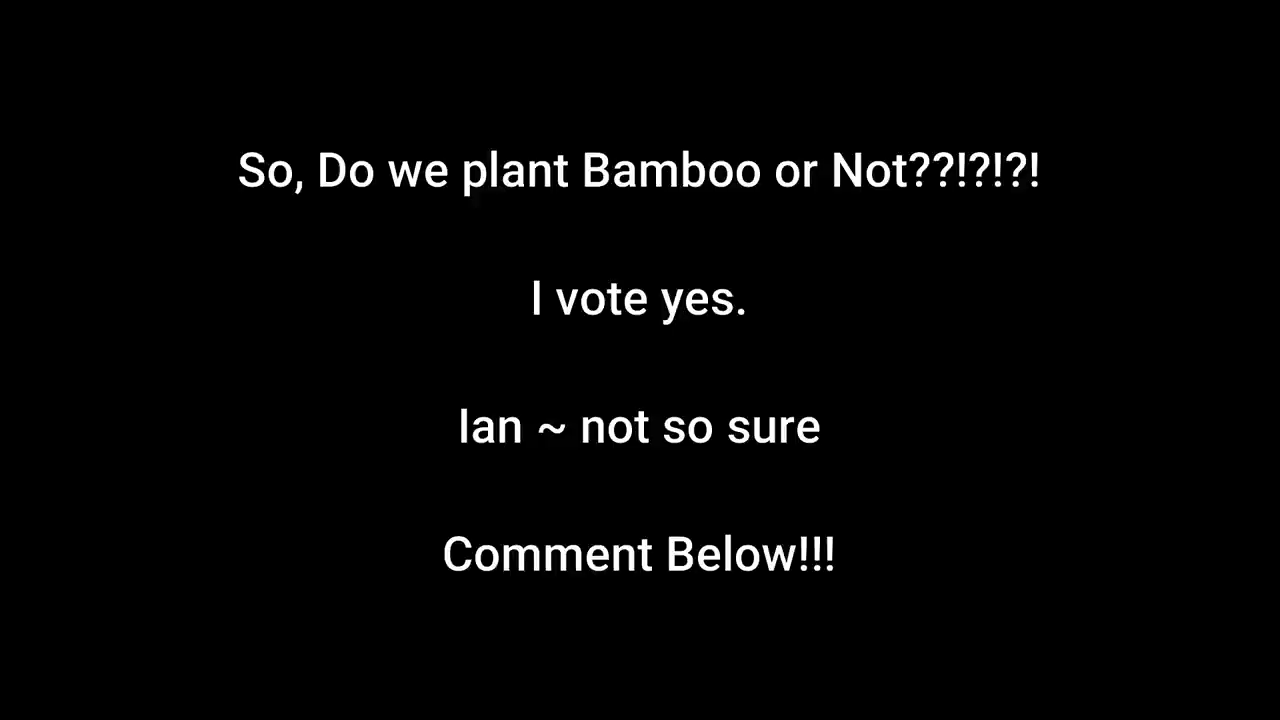 So, Do we plant Bamboo or Not??!?!?!
I vote yes.
Ian ~ not so sure
Comment Below!!!